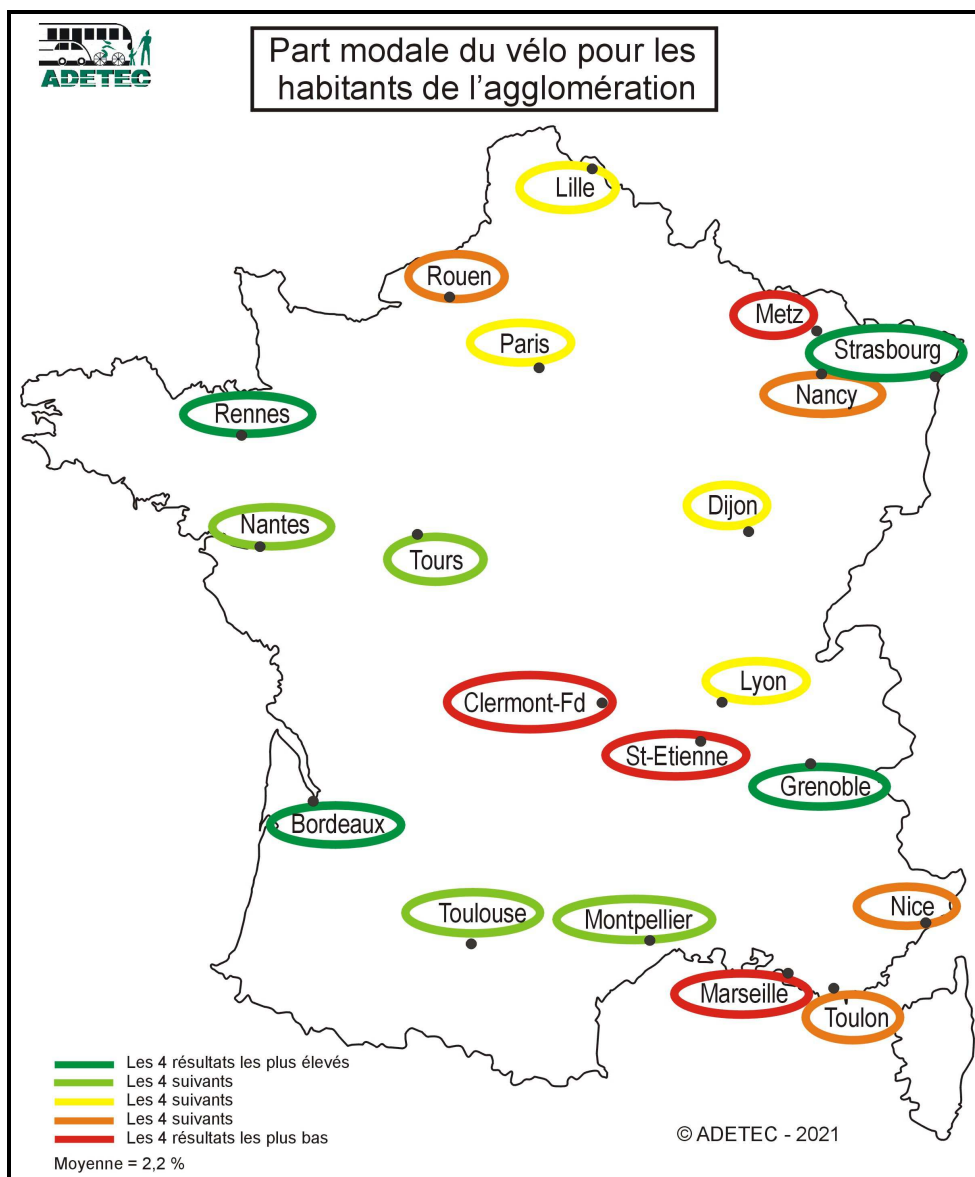 ADETEC
Part modale du vélo pour les
habitants de l'agglomération
Lille
Rouen
Metz
Paris
Strasbourg
Nancy
Rennes
Dijon
Nantes
Tours
Lyon
Clermont-Fd
St-Etienne
Grenoble
Bordeaux
Nice
Toulouse
Montpellier
Marseille
Toulon
Les 4 résultats les plus élevés
Les 4 suivants
Les 4 suivants
Les 4 suivants
Les 4 résultats les plus bas
Moyenne = 2,2 %
© ADETEC - 2021